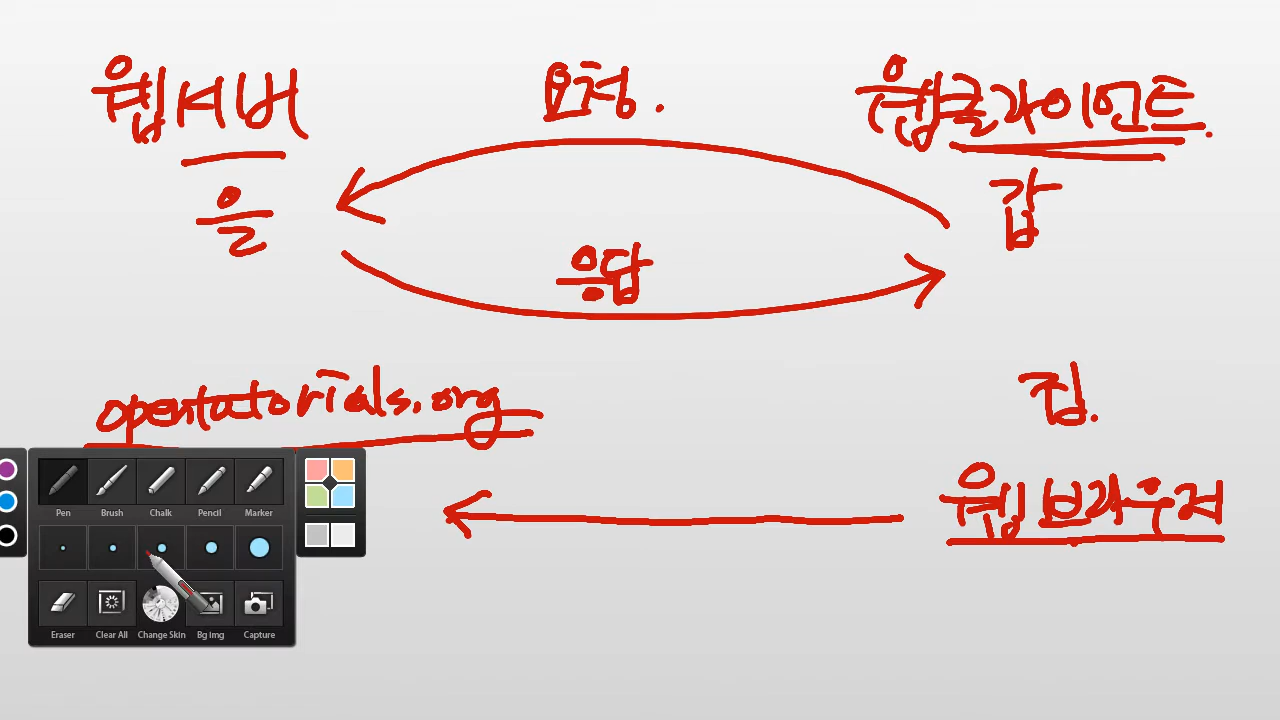 웹서버 요청. 웹클라이언트.
을 갑
응답
opentatorials.org 집.
웹브라우저
Pen Brush Chalk Pencil Marker
Eraser Clear All Change Skin Bg img Capture